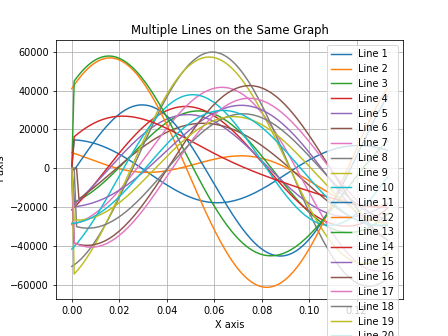 Multiple Lines on the Same Graph
60000
40000
20000
0
−20000
−40000
−60000
0.00
0.02
0.04
0.06
0.08
0.10
X axis
axis
Line 1
Line 2
Line 3
Line 4
Line 5
Line 6
Line 7
Line 8
Line 9
Line 10
Line 11
Line 12
Line 13
Line 14
Line 15
Line 16
Line 17
Line 18
Line 19
Line 20